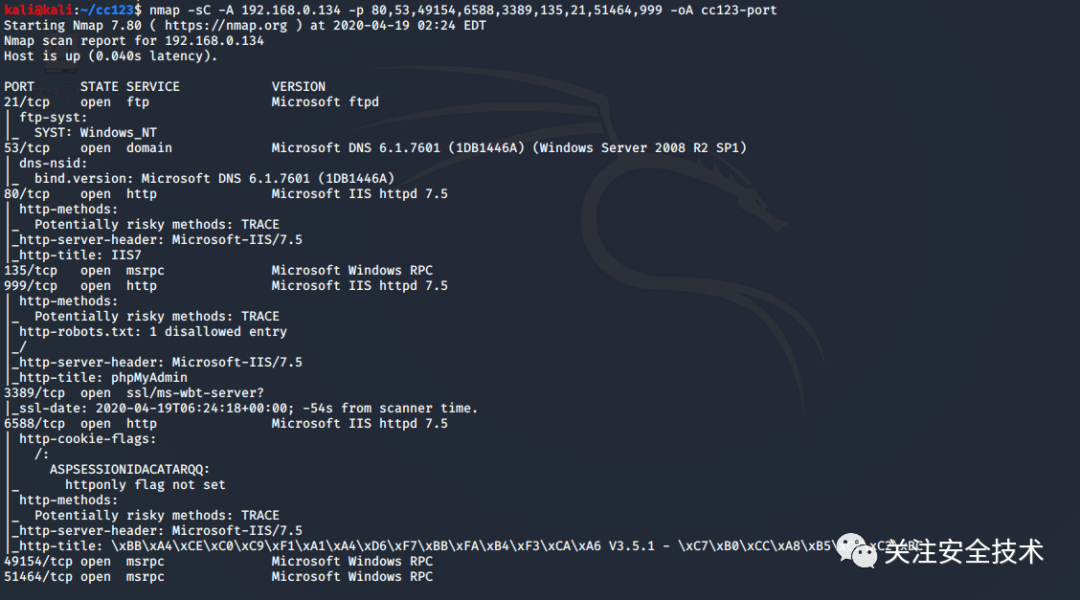 kali@kali:~/cc123$ nmap -sC -A 192.168.0.134 -p 80,53,49154,6588,3389,135,21,51464,999 -oA cc123-port
Starting Nmap 7.80 ( https://nmap.org ) at 2020-04-19 02:24 EDT
Nmap scan report for 192.168.0.134
Host is up (0.040s latency).
PORT      STATE SERVICE            VERSION
21/tcp    open  ftp                Microsoft ftpd
| ftp-syst:
|_  SYST: Windows_NT
53/tcp    open  domain             Microsoft DNS 6.1.7601 (1DB1446A) (Windows Server 2008 R2 SP1)
| dns-nsid:
|_  bind.version: Microsoft DNS 6.1.7601 (1DB1446A)
80/tcp    open  http               Microsoft IIS httpd 7.5
| http-methods:
|_  Potentially risky methods: TRACE
|_http-server-header: Microsoft-IIS/7.5
|_http-title: IIS7
135/tcp   open  msrpc              Microsoft Windows RPC
999/tcp   open  http               Microsoft IIS httpd 7.5
| http-methods:
|_  Potentially risky methods: TRACE
| http-robots.txt: 1 disallowed entry
|_/
|_http-server-header: Microsoft-IIS/7.5
|_http-title: phpMyAdmin
3389/tcp  open  ssl/ms-wbt-server?
|_ssl-date: 2020-04-19T06:24:18+00:00; -54s from scanner time.
6588/tcp  open  http               Microsoft IIS httpd 7.5
| http-cookie-flags:
|   /:
|     ASPSESSIONIDACATARQQ:
|_      httponly flag not set
| http-methods:
|_  Potentially risky methods: TRACE
|_http-server-header: Microsoft-IIS/7.5
|_http-title: \xBB\xA4\xCE\xC0\xC9\xF1\xA1\xA4\xD6\xF7\xBB\xFA\xB4\xF3\xCA\xA6 V3.5.1 - \xC7\xB0\xCC\xA8\xB5
49154/tcp open  msrpc              Microsoft Windows RPC
51464/tcp open  msrpc              Microsoft Windows RPC
关注安全技术